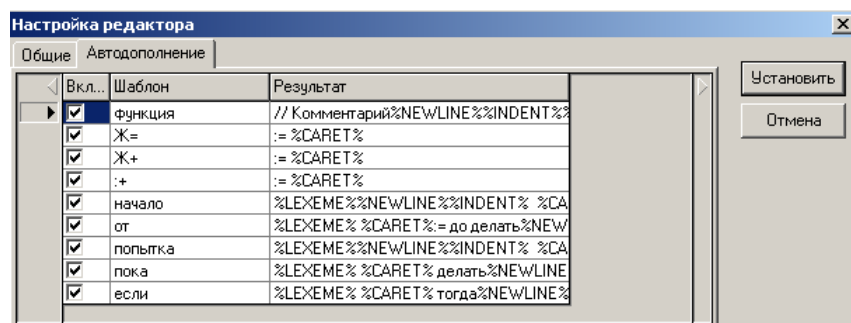 Настройка редактора
Общие Автодополнение
Вкл... Шаблон Результат
функция // Комментарий%NEWLINE%%INDENT%%
Ж= := %CARET%
Ж+ := %CARET%
:+ := %CARET%
начало %LEXEME%%NEWLINE%%INDENT% %CA
от %LEXEME% %CARET%:= до делать%NEW
попытка %LEXEME%%NEWLINE%%INDENT% %CA
пока %LEXEME% %CARET% делать%NEWLINE
если %LEXEME% %CARET% тогда%NEWLINE%
Установить
Отмена